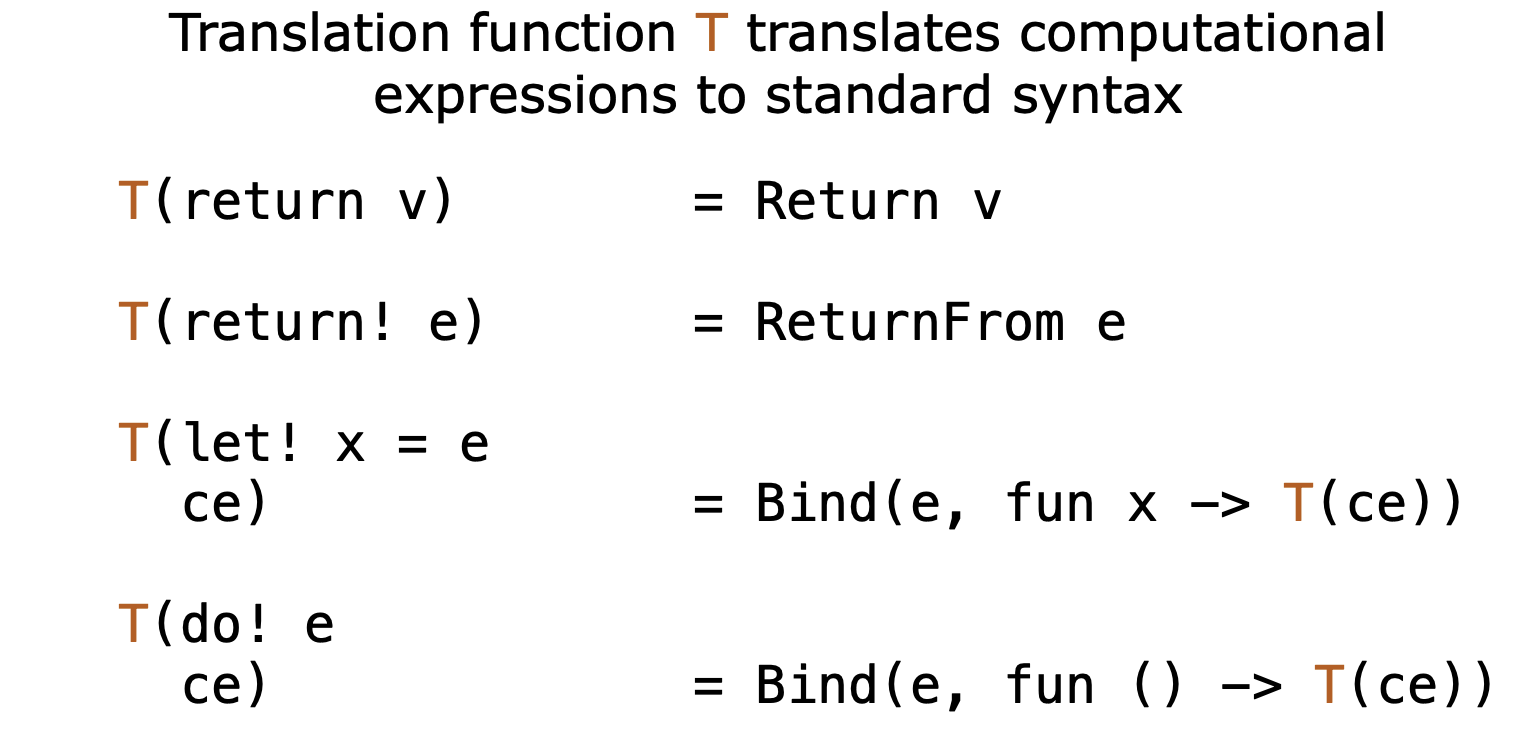 Translation function T translates computational
expressions to standard syntax
T(return v) = Return v
T(return! e) = ReturnFrom e
T(let! x = e
ce) = Bind(e, fun x -> T(ce))
T(do! e
ce) = Bind(e, fun () -> T(ce))